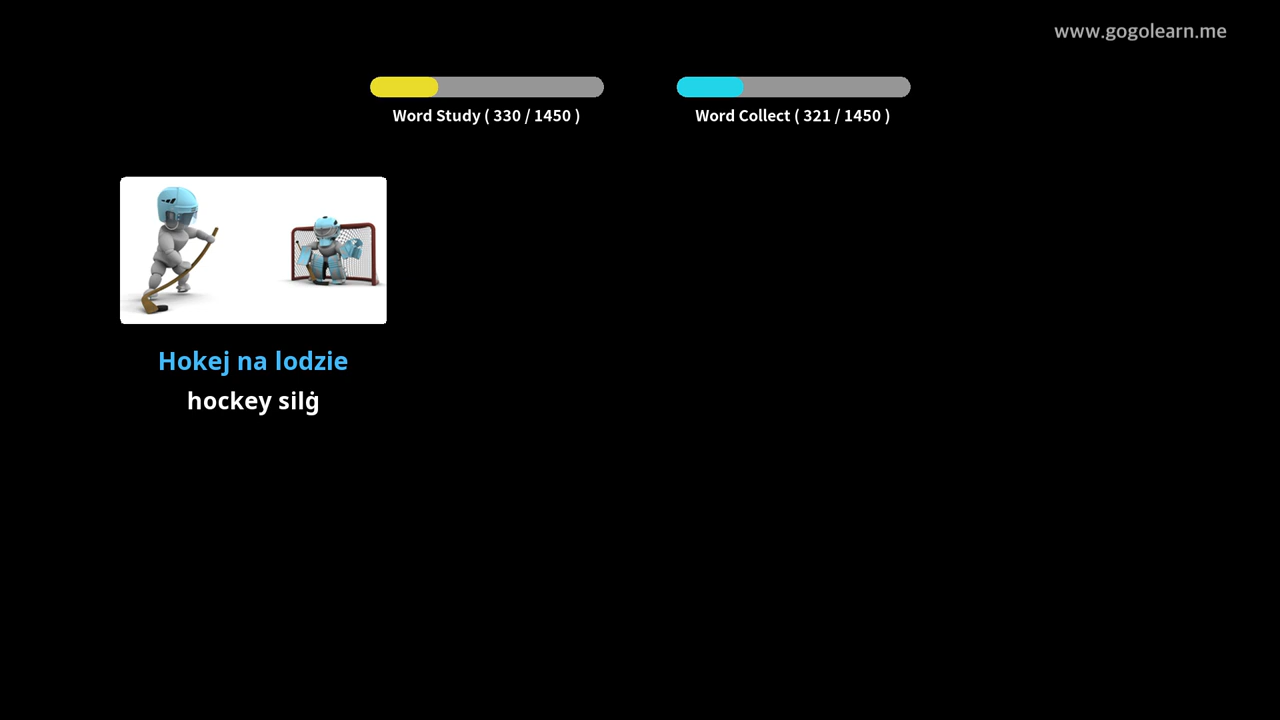 www.gogolearn.me
Word Study ( 330 / 1450 )
Word Collect ( 321 / 1450 )
Hokej na lodzie
hockey silġ